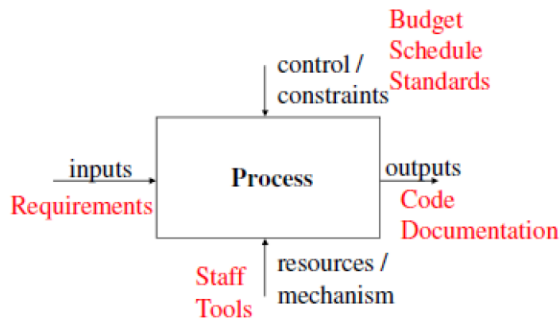 Budget
Schedule
Standards
control /
constraints
inputs
Requirements
Process
outputs
Code
Documentation
Staff
Tools
resources /
mechanism